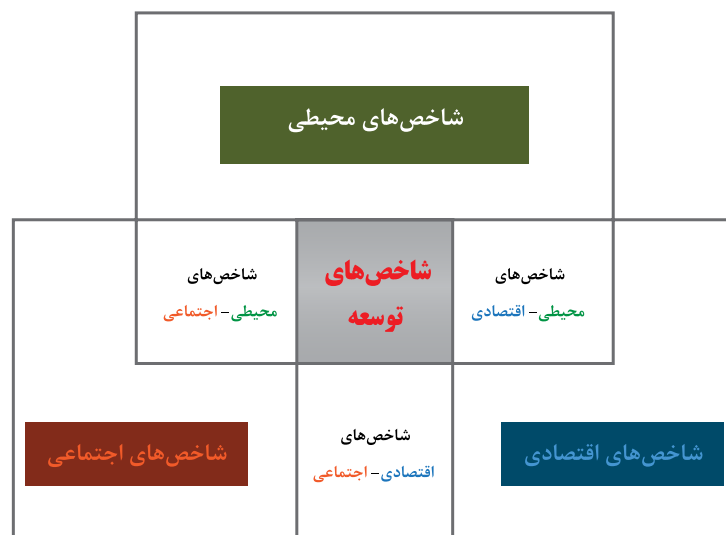 شاخص‌های محیطی
شاخص‌های
محیطی– اقتصادی
شاخص‌های
توسعه
شاخص‌های
محیطی– اجتماعی
شاخص‌های اقتصادی
شاخص‌های
اقتصادی– اجتماعی
شاخص‌های اجتماعی